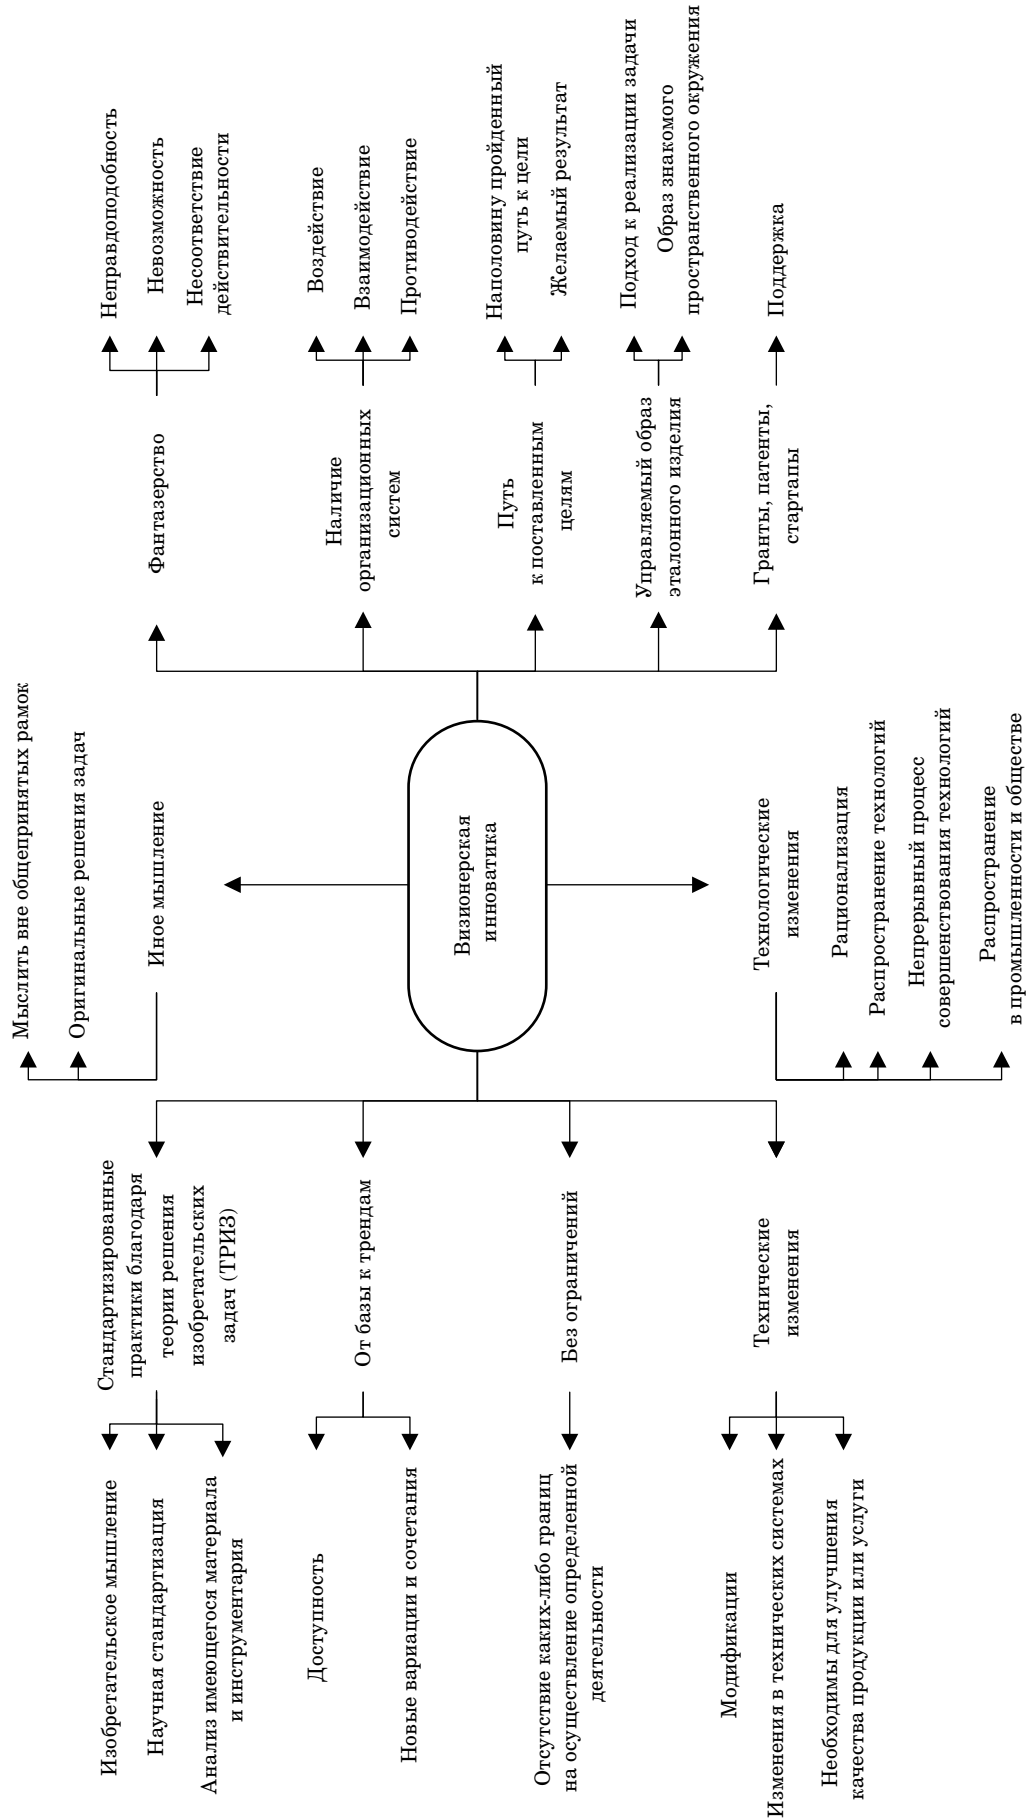 Изобретательское мышление
Научная стандартизация
Анализ имеющегося материала
и инструментария
Стандартизированные
практики благодаря
теории решения
изобретательских
задач (ТРИЗ)
Доступность
Новые вариации и сочетания
От базы к трендам
Отсутствие каких-либо границ
на осуществление определенной
деятельности
Без ограничений
Модификации
Изменения в технических системах
Необходимы для улучшения
качества продукции или услуги
Технические
изменения
Мыслить вне общепринятых рамок
Оригинальные решения задач
Иное мышление
Визионерская
инноватика
Технологические
изменения
Рационализация
Распространение технологий
Непрерывный процесс
совершенствования технологий
Распространение
в промышленности и обществе
Фантазерство
Неправдоподобность
Невозможность
Несоответствие
действительности
Наличие
организационных
систем
Воздействие
Взаимодействие
Противодействие
Путь
к поставленным
целям
Наполовину пройденный
путь к цели
Желаемый результат
Управляемый образ
эталонного изделия
Подход к реализации задачи
Образ знакомого
пространственного окружения
Гранты, патенты,
стартапы
Поддержка